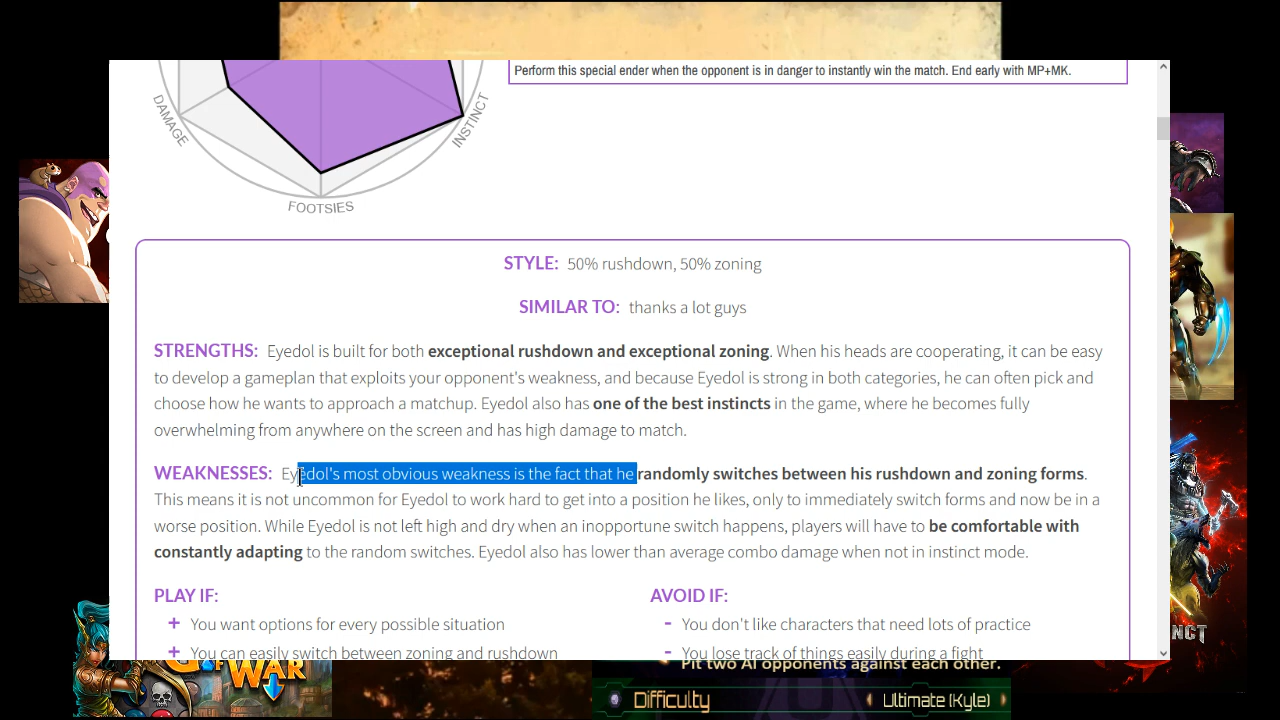 Perform this special ender when the opponent is in danger to instantly win the match. End early with MP+MK.
DAMAGE
INSTINCT
FOOTSIES
STYLE: 50% rushdown, 50% zoning
SIMILAR TO: thanks a lot guys
STRENGTHS: Eyedol is built for both exceptional rushdown and exceptional zoning. When his heads are cooperating, it can be easy
to develop a gameplan that exploits your opponent's weakness, and because Eyedol is strong in both categories, he can often pick and
choose how he wants to approach a matchup. Eyedol also has one of the best instincts in the game, where he becomes fully
overwhelming from anywhere on the screen and has high damage to match.
WEAKNESSES: Eyedol's most obvious weakness is the fact that he randomly switches between his rushdown and zoning forms.
This means it is not uncommon for Eyedol to work hard to get into a position he likes, only to immediately switch forms and now be in a
worse position. While Eyedol is not left high and dry when an inopportune switch happens, players will have to be comfortable with
constantly adapting to the random switches. Eyedol also has lower than average combo damage when not in instinct mode.
PLAY IF:
+ You want options for every possible situation
+ You can easily switch between zoning and rushdown
AVOID IF:
- You don't like characters that need lots of practice
- You lose track of things easily during a fight
WAR
Pit two AI opponents against each other.
Difficulty
Ultimate (Kyle)